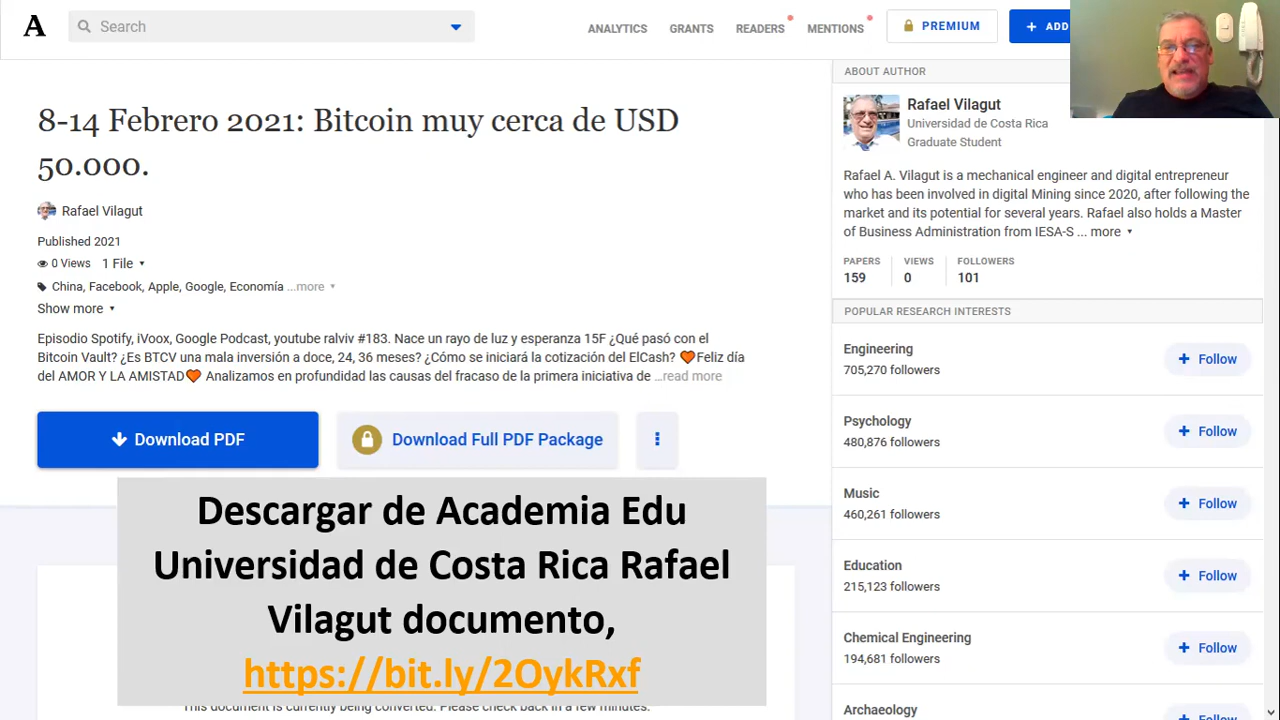 A
Search
ANALYTICS
GRANTS
READERS
MENTIONS
PREMIUM
+ ADD
8-14 Febrero 2021: Bitcoin muy cerca de USD
50.000.
Rafael Vilagut
Published 2021
0 Views 1 File
China, Facebook, Apple, Google, Economía ...more
Show more
Episodio Spotify, iVoox, Google Podcast, youtube ralviv #183. Nace un rayo de luz y esperanza 15F ¿Qué pasó con el
Bitcoin Vault? ¿Es BTCV una mala inversión a doce, 24, 36 meses? ¿Cómo se iniciará la cotización del ElCash? 🧡Feliz día
del AMOR Y LA AMISTAD🧡 Analizamos en profundidad las causas del fracaso de la primera iniciativa de ...read more
Download PDF
Download Full PDF Package
Descargar de Academia Edu
Universidad de Costa Rica Rafael
Vilagut documento,
https://bit.ly/2OykRxf
This document is currently being converted. Please check back in a few minutes.
ABOUT AUTHOR
Rafael Vilagut
Universidad de Costa Rica
Graduate Student
Rafael A. Vilagut is a mechanical engineer and digital entrepreneur
who has been involved in digital Mining since 2020, after following the
market and its potential for several years. Rafael also holds a Master
of Business Administration from IESA-S ... more
PAPERS
159
VIEWS
0
FOLLOWERS
101
POPULAR RESEARCH INTERESTS
Engineering
705,270 followers
+ Follow
Psychology
480,876 followers
+ Follow
Music
460,261 followers
+ Follow
Education
215,123 followers
+ Follow
Chemical Engineering
194,681 followers
+ Follow
Archaeology
+ Follow